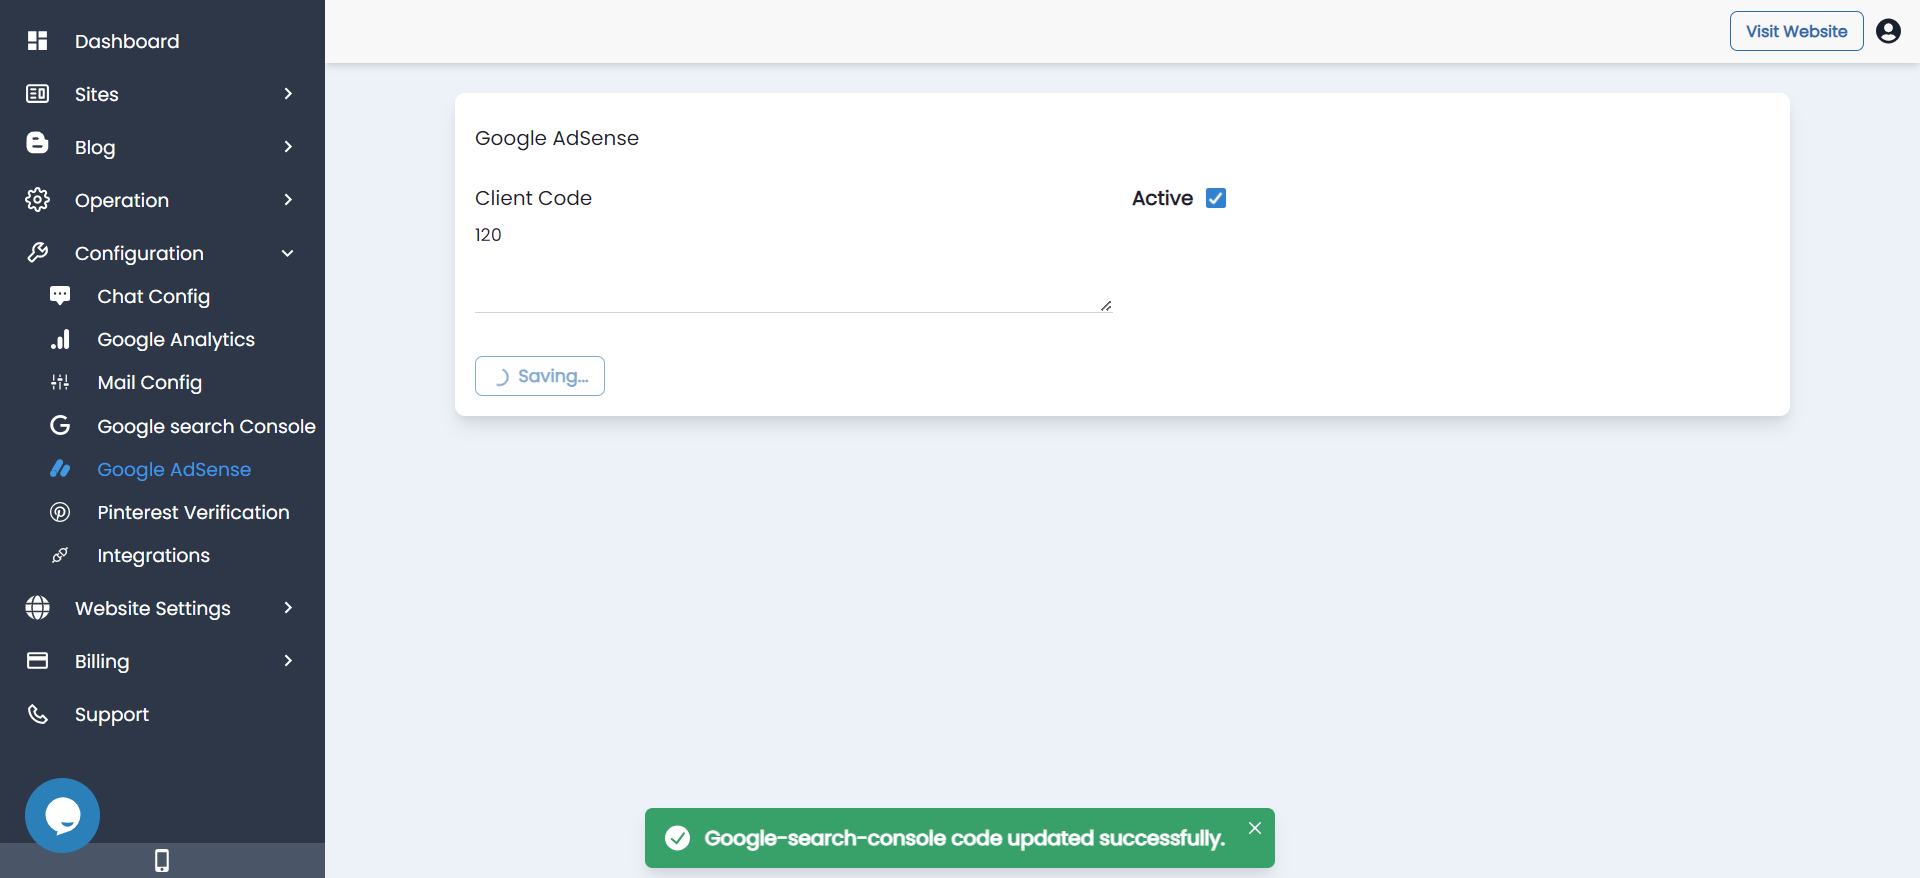 Dashboard
Sites
Blog
Operation
Configuration
Chat Config
Google Analytics
Mail Config
Google search Console
Google AdSense
Pinterest Verification
Integrations
Website Settings
Billing
Support
Visit Website
Google AdSense
Client Code
Active
120
Saving...
Google-search-console code updated successfully.